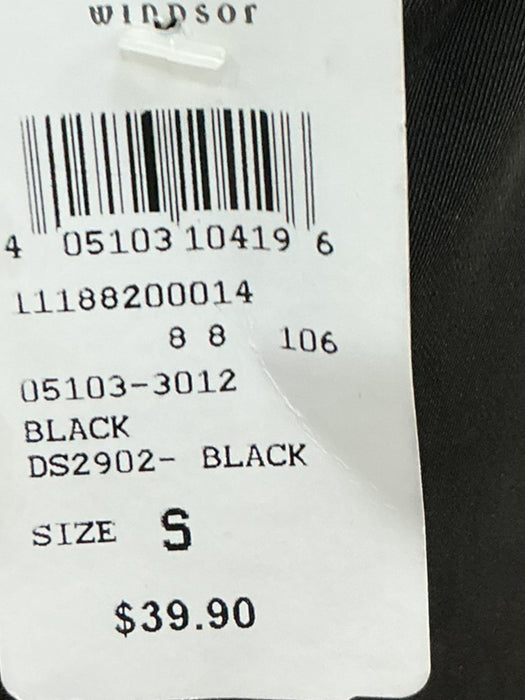 WINDSOR
4 05103 10419 6
11188200014
8 8 106
05103-3012
BLACK
DS2902- BLACK
SIZE S
$39.90